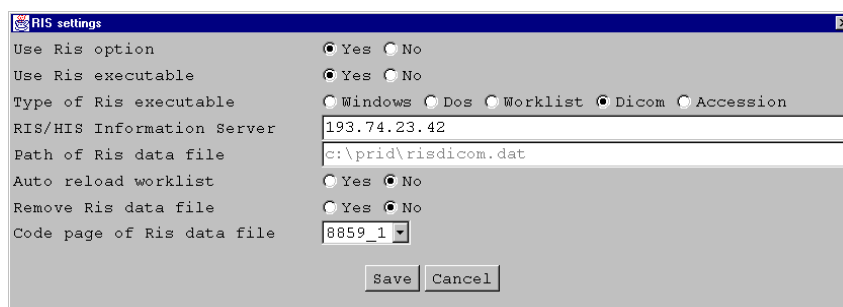 RIS settings
Use Ris option Yes No
Use Ris executable Yes No
Type of Ris executable Windows Dos Worklist Dicom Accession
RIS/HIS Information Server 193.74.23.42
Path of Ris data file c:\prid\risdicom.dat
Auto reload worklist Yes No
Remove Ris data file Yes No
Code page of Ris data file 8859_1
Save Cancel